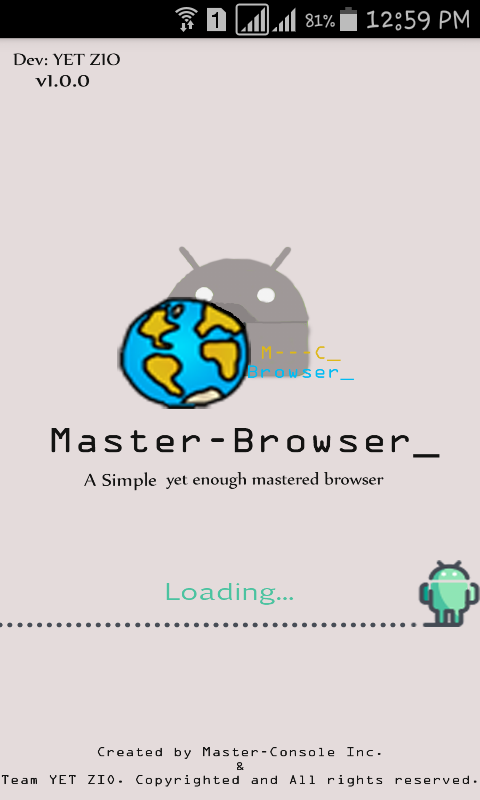 1 81% 12:59 PM
Dev: YET ZIO
v1.0.0
M---C_
Browser_
Master-Browser_
A Simple yet enough mastered browser
Loading...
Created by Master-Console Inc.
&
Team YET ZIO. Copyrighted and All rights reserved.